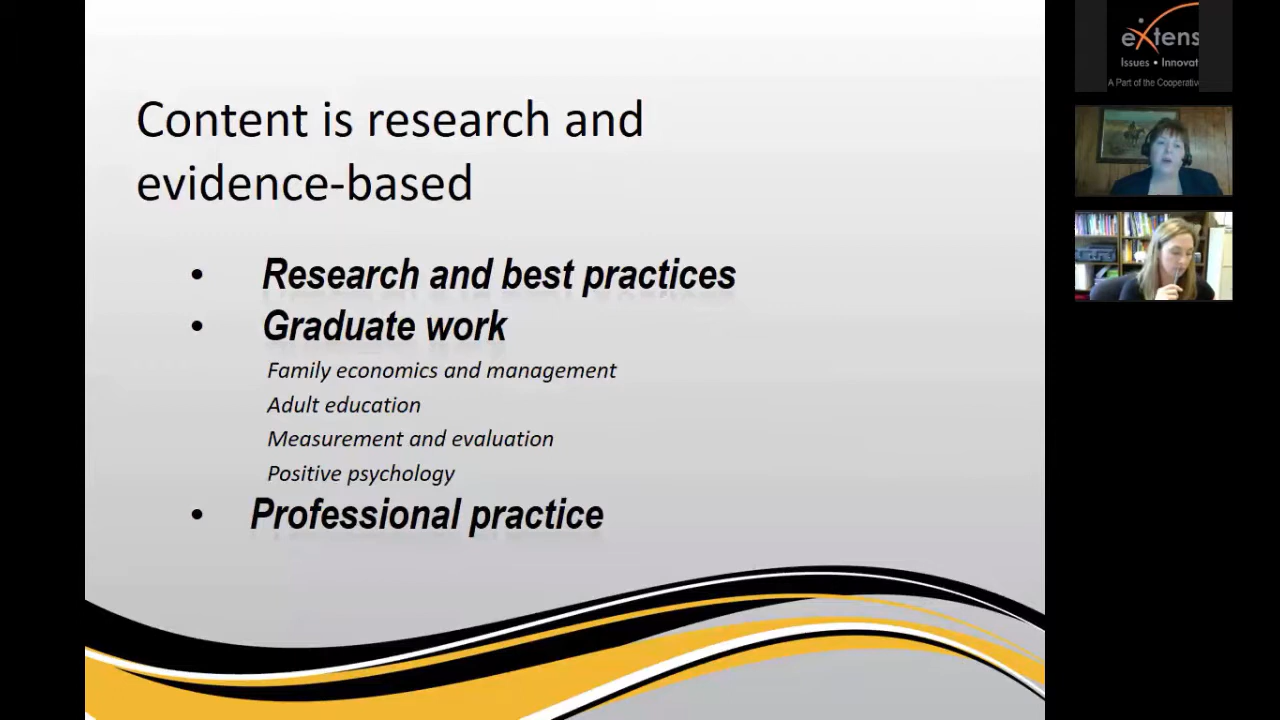 Content is research and
evidence-based
• Research and best practices
• Graduate work
Family economics and management
Adult education
Measurement and evaluation
Positive psychology
• Professional practice
eXtens
Issues • Innovat
A Part of the Cooperative